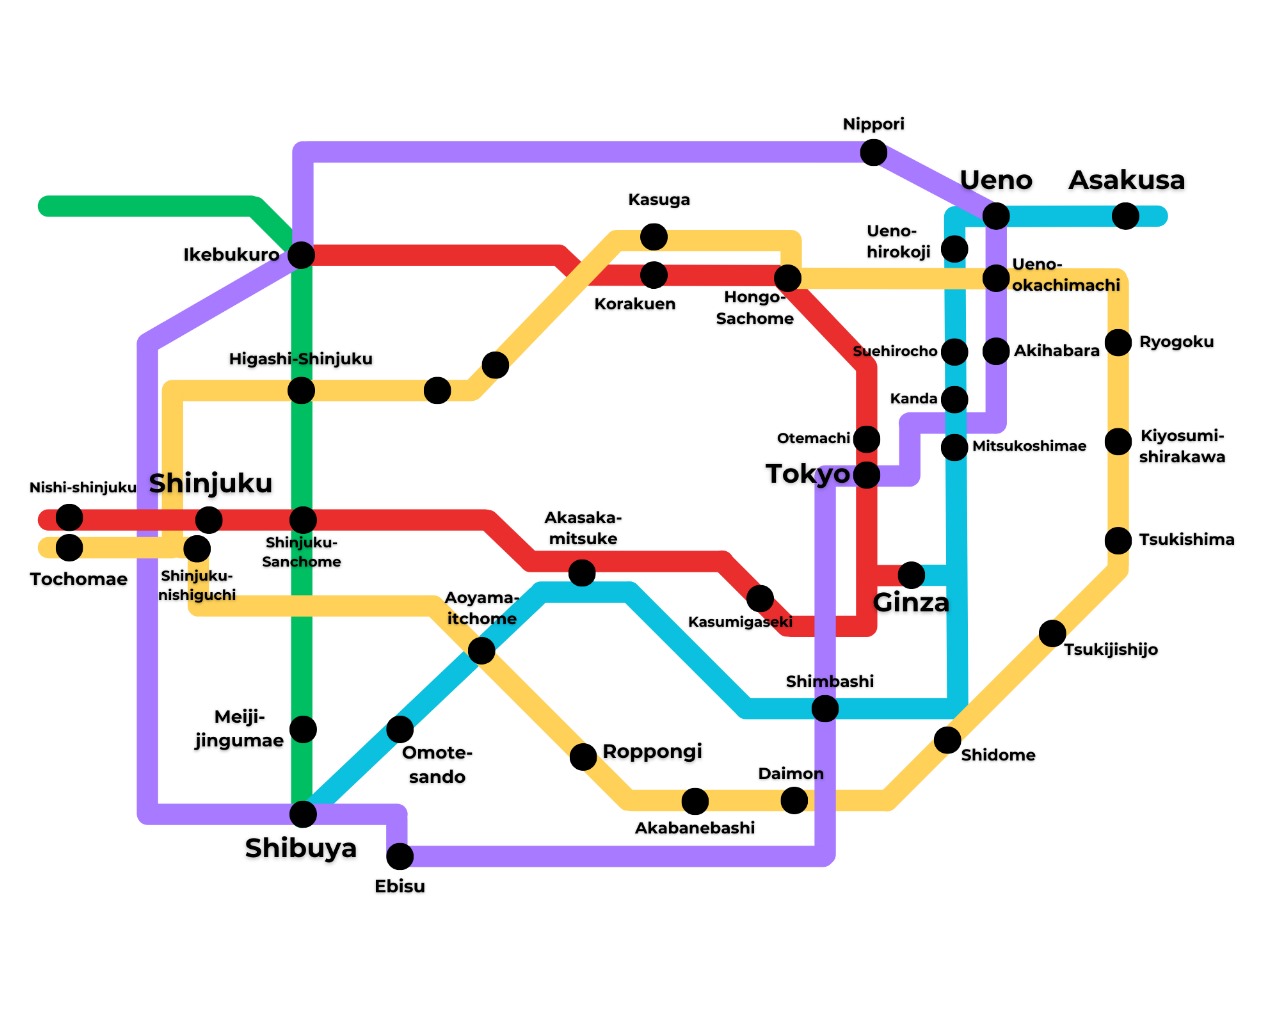 Nippori
Ueno
Asakusa
Kasuga
Ueno-
hirokoji
Ikebukuro
Ueno-
okachimachi
Korakuen
Hongo-
Sachome
Ryogoku
Higashi-Shinjuku
Suehirocho
Akihabara
Kanda
Otemachi
Mitsukoshimae
Kiyosumi-
shirakawa
Tokyo
Nishi-shinjuku
Shinjuku
Akasaka-
mitsuke
Shinjuku-
Sanchome
Tsukishima
Tochomae
Shinjuku-
nishiguchi
Aoyama-
itchome
Ginza
Kasumigaseki
Tsukijishijo
Shimbashi
Meiji-
jingumae
Omote-
sando
Roppongi
Shidome
Daimon
Akabanebashi
Shibuya
Ebisu